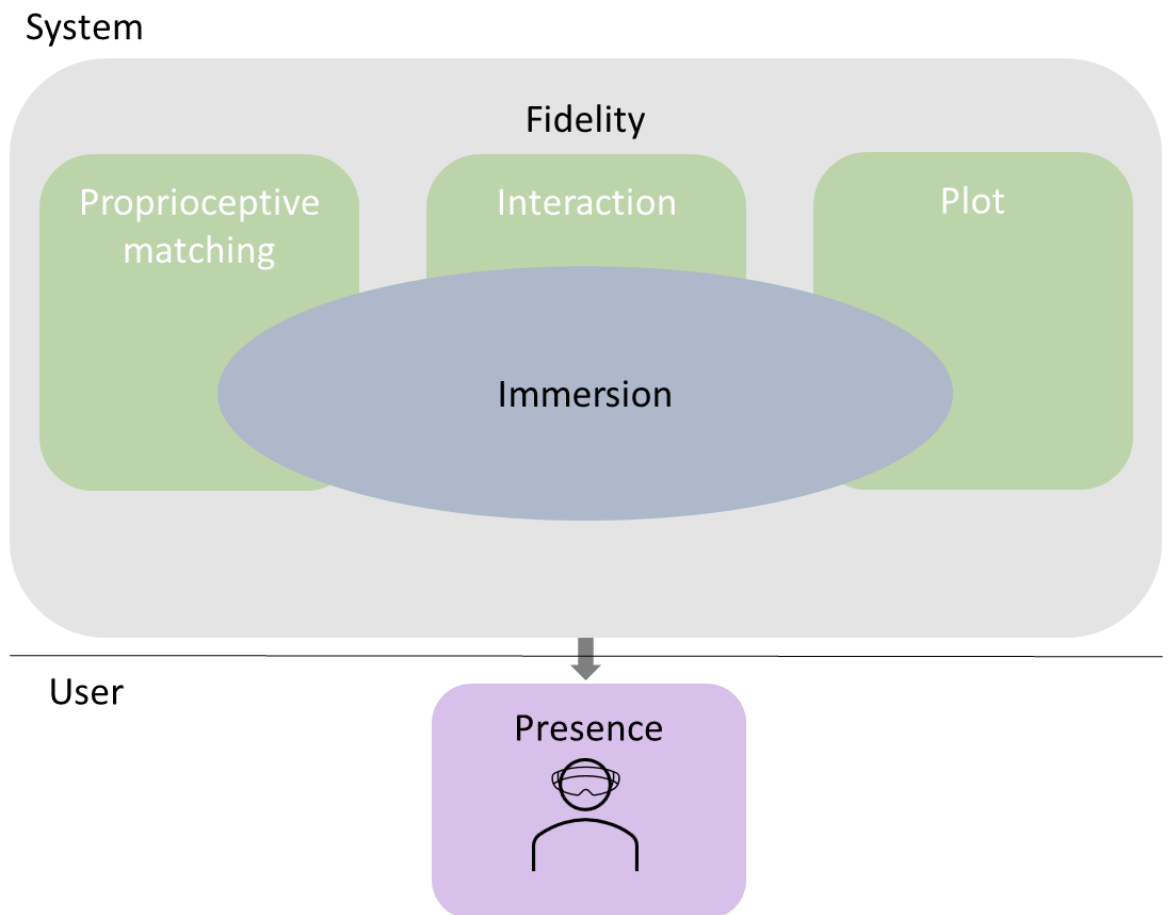 System
Fidelity
Proprioceptive
matching
Interaction
Plot
Immersion
User
Presence